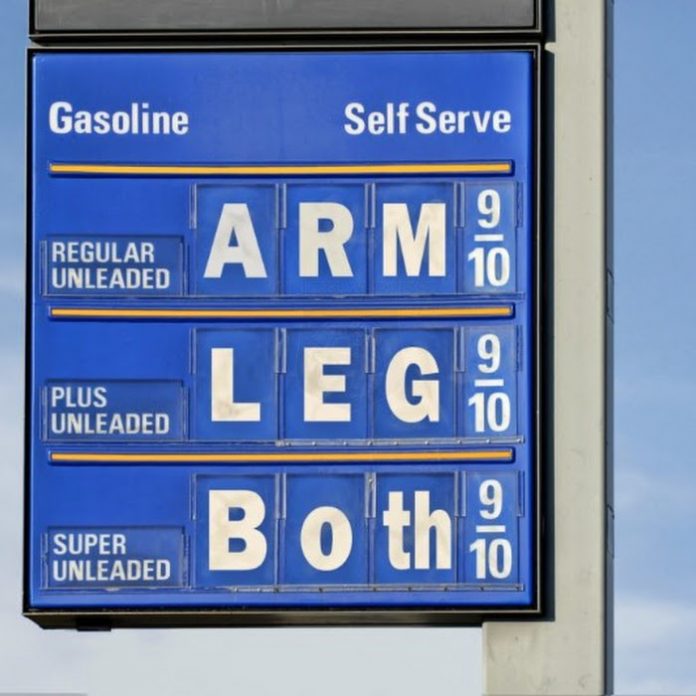 Gasoline Self Serve
REGULAR
UNLEADED
ARM 9/10
PLUS
UNLEADED
LEG 9/10
SUPER
UNLEADED
Both 9/10